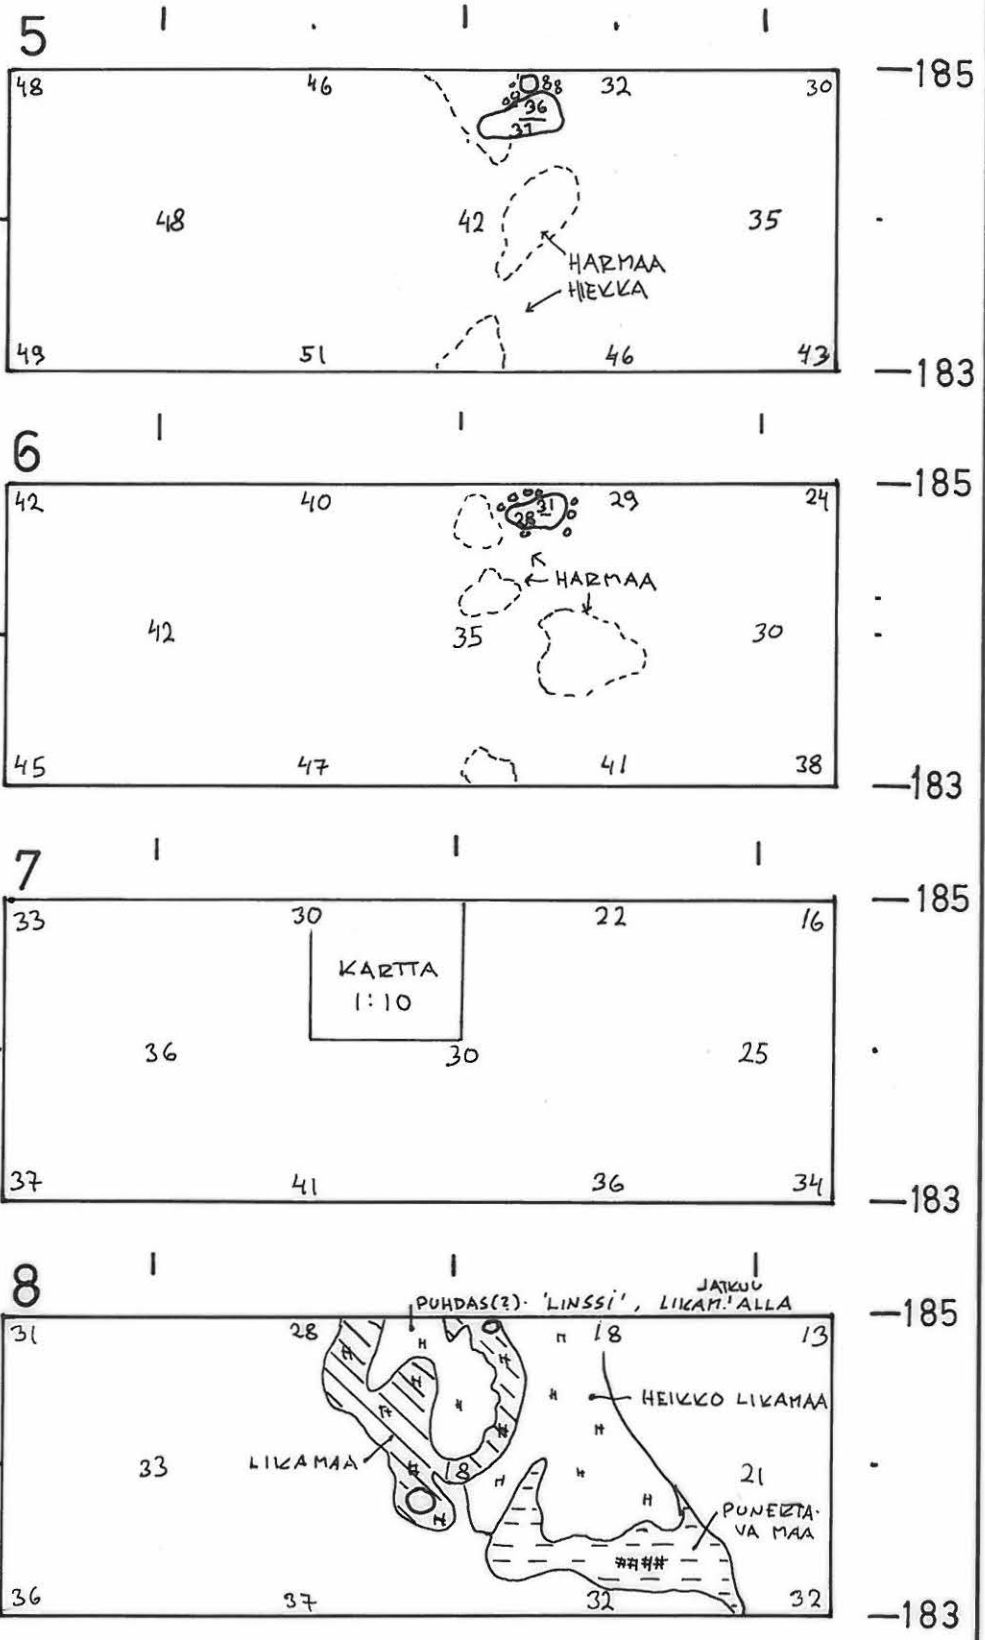 5
185
48 46 88 32 30
36
37
48 42 35
HARMAA
HIEKKA
49 51 46 43
183
6
185
42 40 31 29 24
28
HARMAA
42 35 30
45 47 41 38
183
7
185
33 30 22 16
KARTTA
1:10
36 30 25
37 41 36 34
183
8
JATKUU
PUHDAS(?). 'LINSSI', LIKAM.' ALLA
185
31 28 18 13
HEIKKO LIKAMAA
LIKAMAA
33 18 21
PUNERTA-
VA MAA
36 37 32 32
183